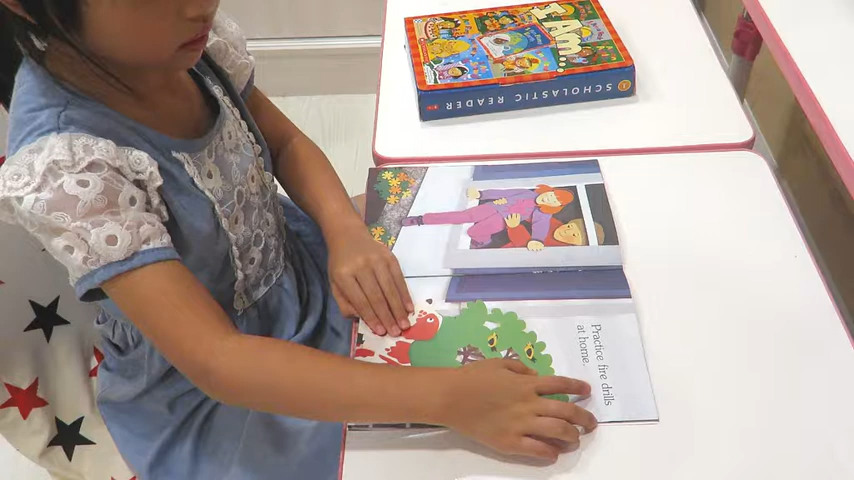 I Am...
SCHOLASTIC READER
Practice fire drills
at home.